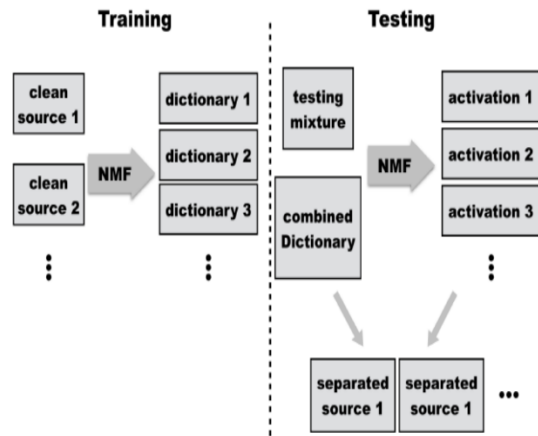 Training
Testing
clean
source 1
clean
source 2
NMF
dictionary 1
dictionary 2
dictionary 3
testing
mixture
combined
Dictionary
NMF
activation 1
activation 2
activation 3
separated
source 1
separated
source 1